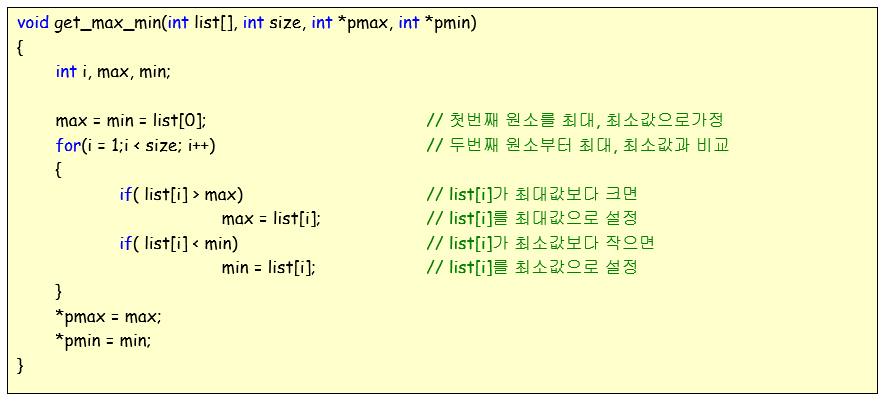 void get_max_min(int list[], int size, int *pmax, int *pmin)
{
int i, max, min;
max = min = list[0]; // 첫번째 원소를 최대, 최소값으로가정
for(i = 1;i < size; i++) // 두번째 원소부터 최대, 최소값과 비교
{
if( list[i] > max) // list[i]가 최대값보다 크면
max = list[i]; // list[i]를 최대값으로 설정
if( list[i] < min) // list[i]가 최소값보다 작으면
min = list[i]; // list[i]를 최소값으로 설정
}
*pmax = max;
*pmin = min;
}